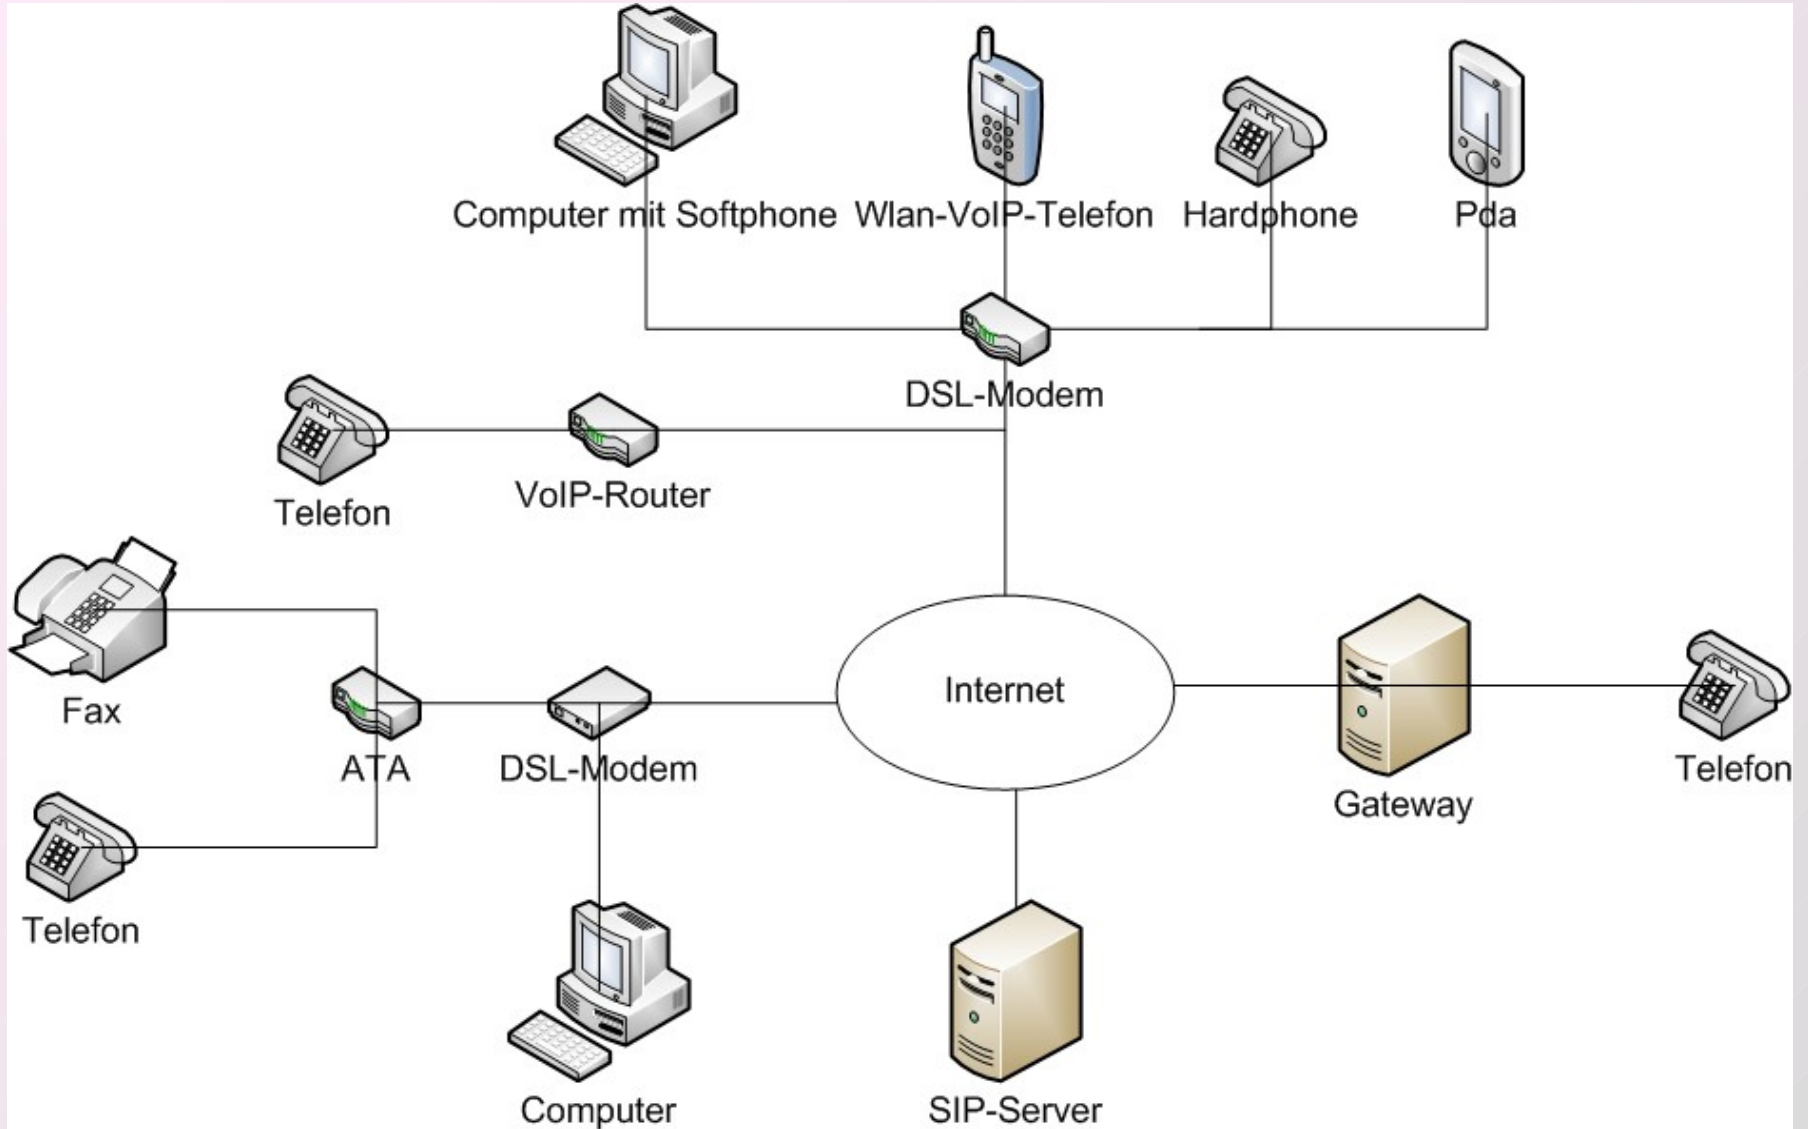 Computer mit Softphone
Wlan-VoIP-Telefon
Hardphone
Pda
DSL-Modem
Telefon
VoIP-Router
Fax
ATA
DSL-Modem
Internet
Gateway
Telefon
Telefon
Computer
SIP-Server